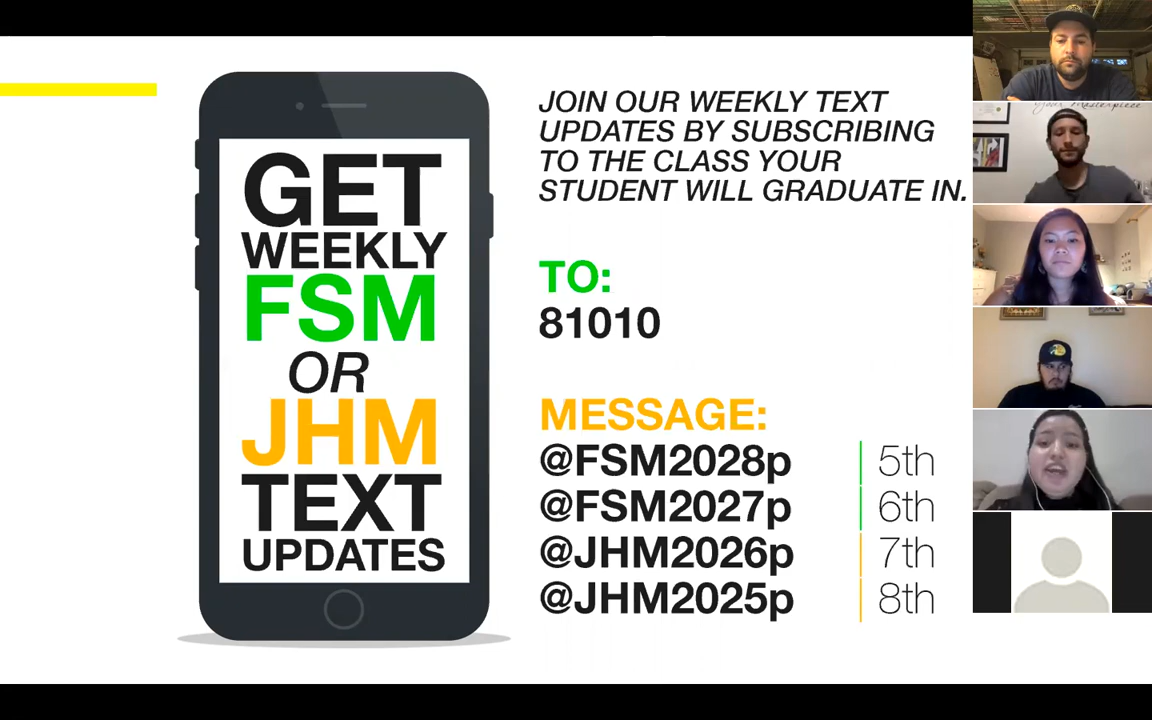 GET
WEEKLY
FSM
OR
JHM
TEXT
UPDATES
JOIN OUR WEEKLY TEXT
UPDATES BY SUBSCRIBING
TO THE CLASS YOUR
STUDENT WILL GRADUATE IN.
TO:
81010
MESSAGE:
@FSM2028p 5th
@FSM2027p 6th
@JHM2026p 7th
@JHM2025p 8th